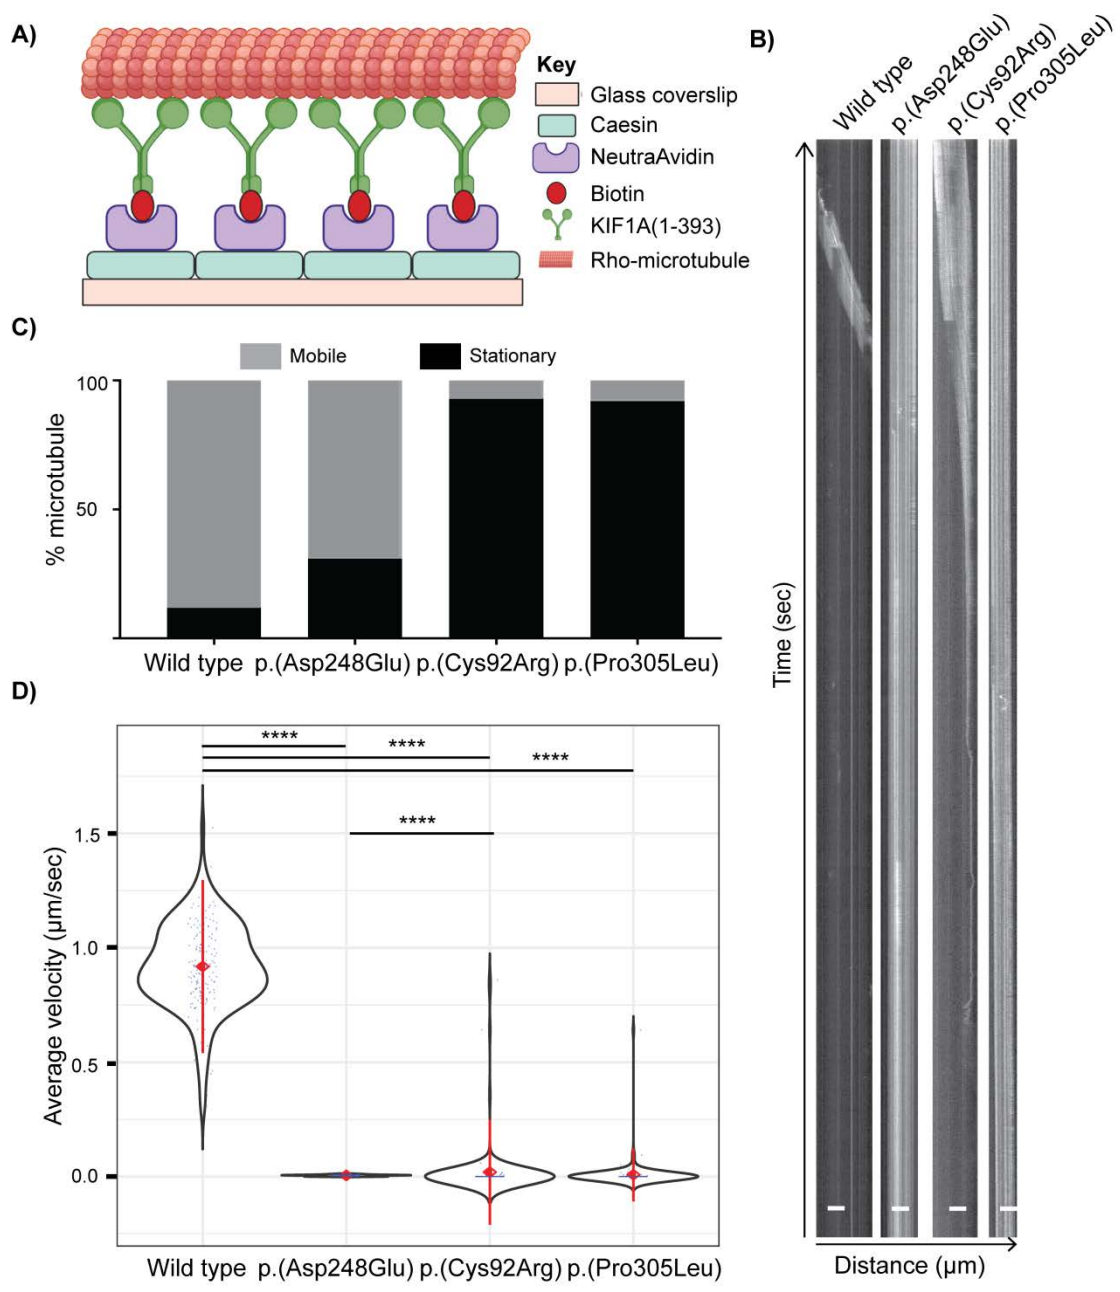 A)
Key
Glass coverslip
Caesin
NeutraAvidin
Biotin
KIF1A(1-393)
Rho-microtubule
B)
Wild type
p.(Asp248Glu)
p.(Cys92Arg)
p.(Pro305Leu)
Time (sec)
Distance (µm)
C)
Mobile
Stationary
% microtubule
100
50
Wild type p.(Asp248Glu) p.(Cys92Arg) p.(Pro305Leu)
D)
Average velocity (µm/sec)
1.5
1.0
0.5
0.0
****
****
****
****
Wild type p.(Asp248Glu) p.(Cys92Arg) p.(Pro305Leu)